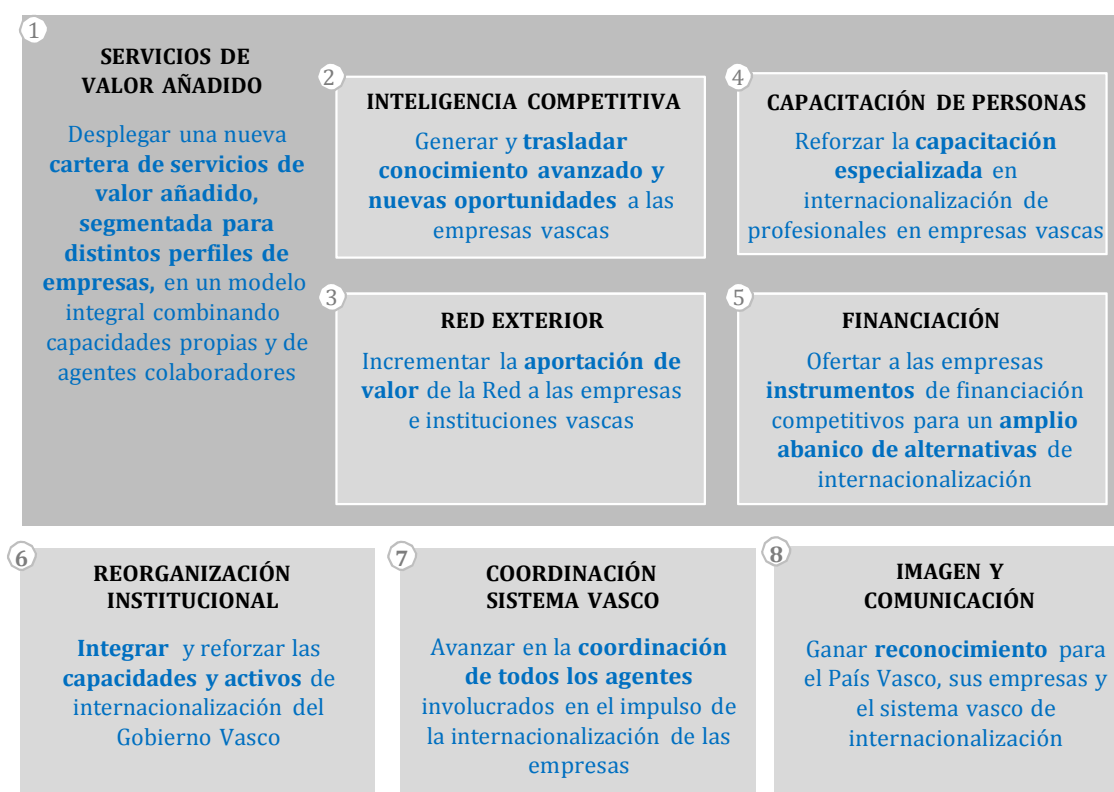 1
SERVICIOS DE
VALOR AÑADIDO
Desplegar una nueva
cartera de servicios de
valor añadido,
segmentada para
distintos perfiles de
empresas, en un modelo
integral combinando
capacidades propias y de
agentes colaboradores
2
INTELIGENCIA COMPETITIVA
Generar y trasladar
conocimiento avanzado y
nuevas oportunidades a las
empresas vascas
3
RED EXTERIOR
Incrementar la aportación de
valor de la Red a las empresas
e instituciones vascas
4
CAPACITACIÓN DE PERSONAS
Reforzar la capacitación
especializada en
internacionalización de
profesionales en empresas vascas
5
FINANCIACIÓN
Ofertar a las empresas
instrumentos de financiación
competitivos para un amplio
abanico de alternativas de
internacionalización
6
REORGANIZACIÓN
INSTITUCIONAL
Integrar y reforzar las
capacidades y activos de
internacionalización del
Gobierno Vasco
7
COORDINACIÓN
SISTEMA VASCO
Avanzar en la coordinación
de todos los agentes
involucrados en el impulso de
la internacionalización de las
empresas
8
IMAGEN Y
COMUNICACIÓN
Ganar reconocimiento para
el País Vasco, sus empresas y
el sistema vasco de
internacionalización